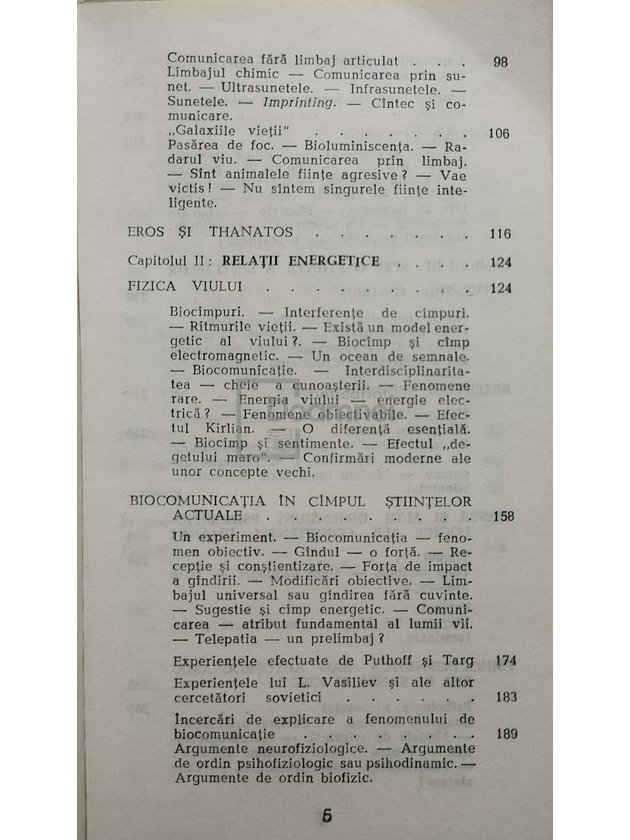 Comunicarea fără limbaj articulat . . . 98
Limbajul chimic — Comunicarea prin su-
net. — Ultrasunetele. — Infrasunetele. —
Sunetele. — Imprinting. — Cîntec și co-
municare.
„Galaxiile vieții" . . . . . . . 106
Pasărea de foc. — Bioluminiscența. — Ra-
darul viu. — Comunicarea prin limbaj.
— Sînt animalele ființe agresive? — Vae
victis! — Nu sîntem singurele ființe inte-
ligente.
EROS ȘI THANATOS . . . . . . . 116
Capitolul II : RELAȚII ENERGETICE . . . . 124
FIZICA VIULUI . . . . . . . . . 124
Biocîmpuri. — Interferențe de cîmpuri.
— Ritmurile vieții. — Există un model ener-
getic al viului?. — Biocîmp și cîmp
electromagnetic. — Un ocean de semnale.
— Biocomunicație. — Interdisciplinarita-
tea — cheie a cunoașterii. — Fenomene
rare. — Energia viului — energie elec-
trică? — Fenomene obiectivabile. — Efec-
tul Kirlian. — O diferență esențială.
— Biocîmp și sentimente. — Efectul „de-
getului maro". — Confirmări moderne ale
unor concepte vechi.
BIOCOMUNICAȚIA ÎN CÎMPUL ȘTIINȚELOR
ACTUALE . . . . . . . . . 158
Un experiment. — Biocomunicația — feno-
men obiectiv. — Gîndul — o forță. — Re-
cepție și conștientizare. — Forța de impact
a gîndirii. — Modificări obiective. — Lim-
bajul universal sau gîndirea fără cuvinte.
— Sugestie și cîmp energetic. — Comuni-
carea — atribut fundamental al lumii vii.
— Telepatia — un prelimbaj?
Experiențele efectuate de Puthoff și Targ 174
Experiențele lui L. Vasiliev și ale altor
cercetători sovietici . . . . . . 183
Încercări de explicare a fenomenului de
biocomunicație . . . . . . . 189
Argumente neurofiziologice. — Argumente
de ordin psihofiziologic sau psihodinamic. —
Argumente de ordin biofizic.